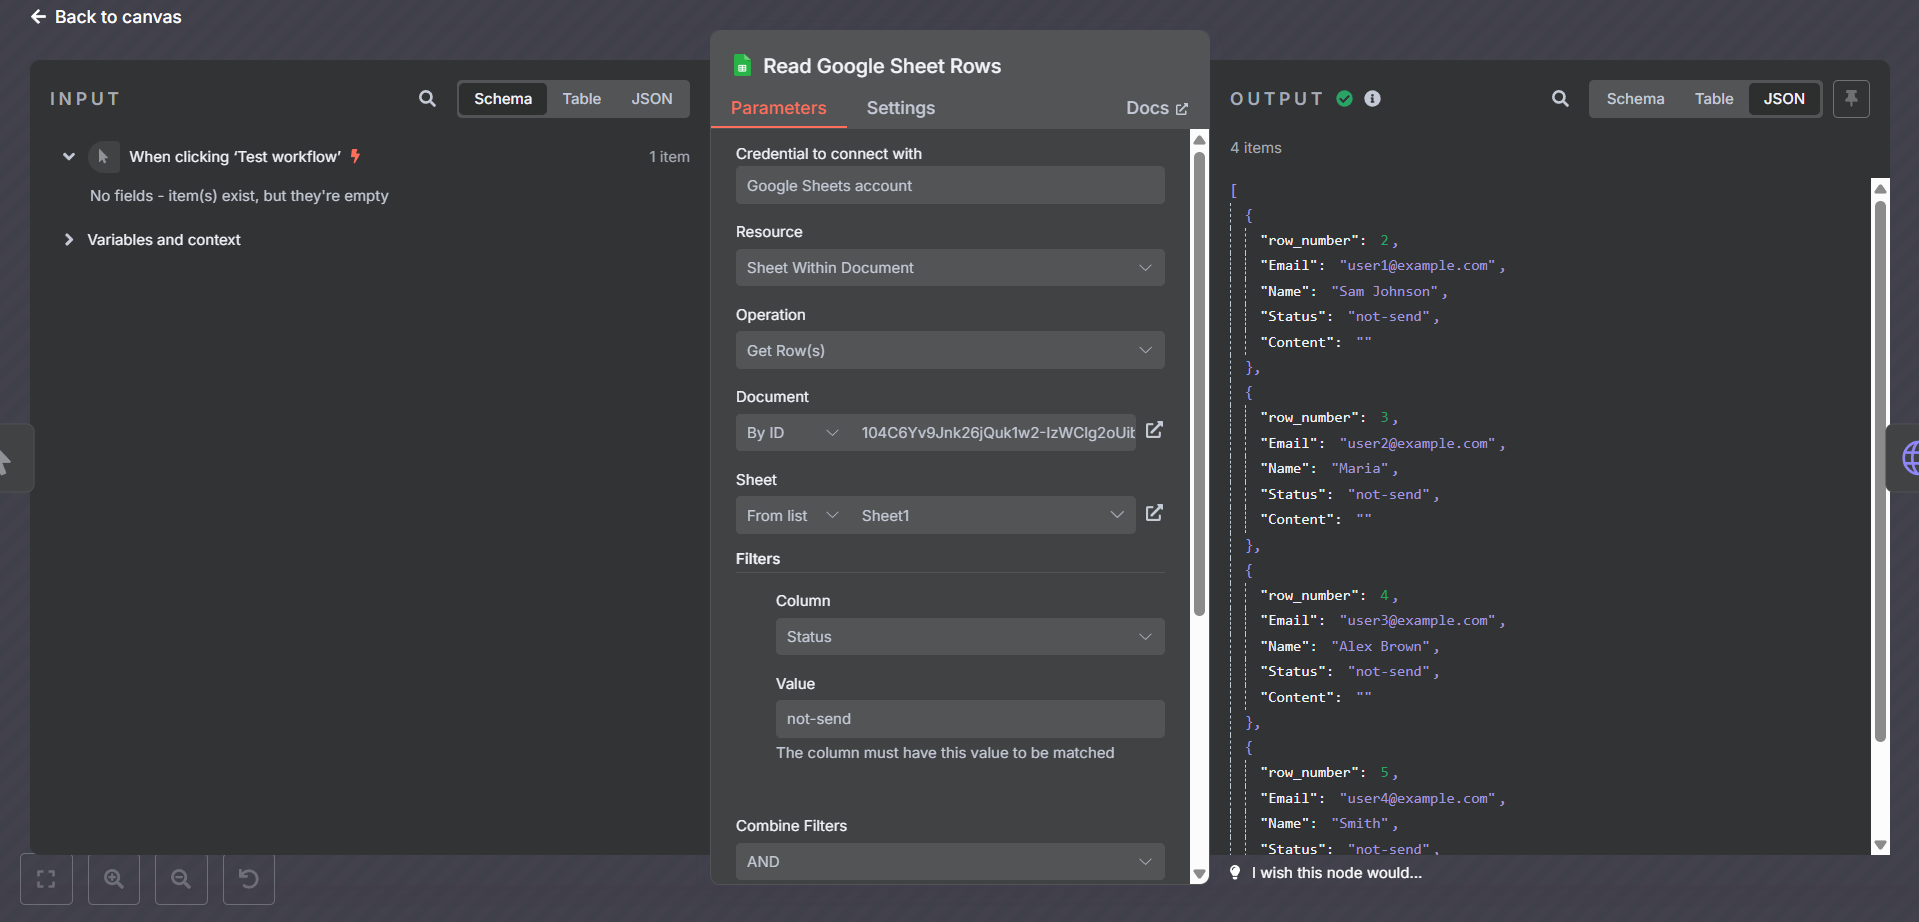 Back to canvas
INPUT
Schema
Table
JSON
When clicking ‘Test workflow’
1 item
No fields - item(s) exist, but they're empty
Variables and context
Read Google Sheet Rows
Parameters
Settings
Docs
Credential to connect with
Google Sheets account
Resource
Sheet Within Document
Operation
Get Row(s)
Document
By ID
Sheet
From list
Sheet1
Filters
Column
Status
Value
not-send
The column must have this value to be matched
Combine Filters
AND
OUTPUT
Schema
Table
JSON
4 items
[
{
"row_number": 2,
"Email": "user1@example.com",
"Name": "Sam Johnson",
"Status": "not-send",
"Content": ""
},
{
"row_number": 3,
"Email": "user2@example.com",
"Name": "Maria",
"Status": "not-send",
"Content": ""
},
{
"row_number": 4,
"Email": "user3@example.com",
"Name": "Alex Brown",
"Status": "not-send",
"Content": ""
},
{
"row_number": 5,
"Email": "user4@example.com",
"Name": "Smith",
"Status": "not-send",
I wish this node would...